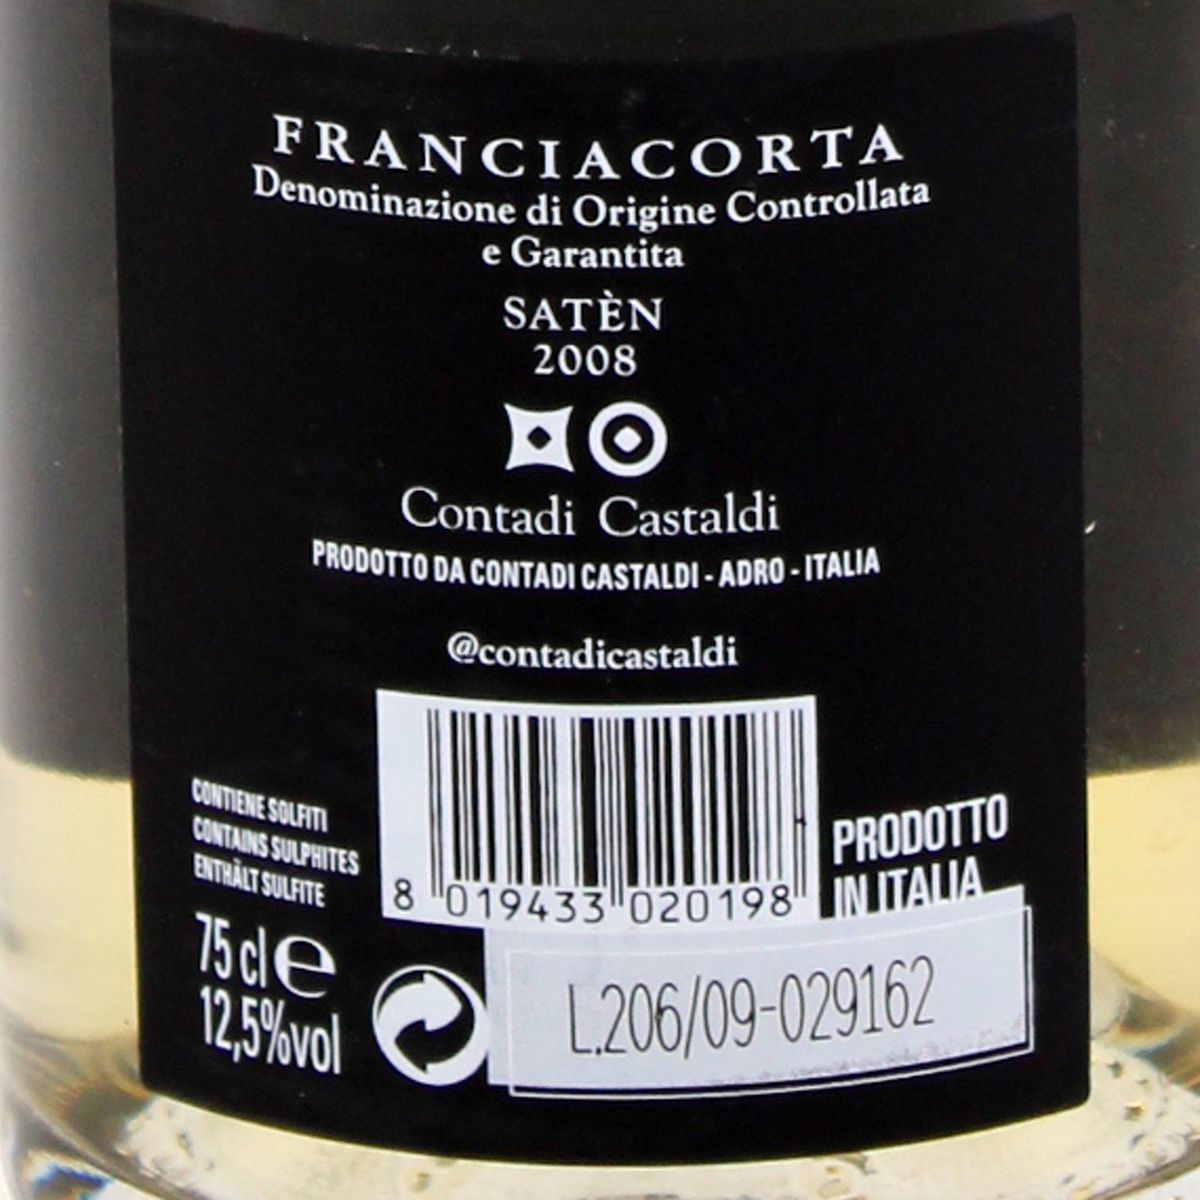 FRANCIACORTA
Denominazione di Origine Controllata
e Garantita
SATÈN
2008
Contadi Castaldi
PRODOTTO DA CONTADI CASTALDI - ADRO - ITALIA
@contadicastaldi
CONTIENE SOLFITI
CONTAINS SULPHITES
ENTHÄLT SULFITE
75 cl e
12,5%vol
8 019433 020198
PRODOTTO
IN ITALIA
L.206/09-029162